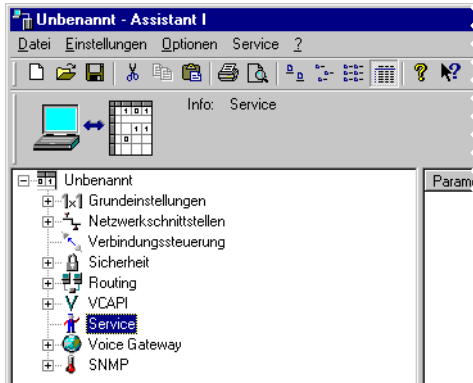 Unbenannt - Assistant I
Datei Einstellungen Optionen Service ?
Info: Service
Unbenannt
Grundeinstellungen
Netzwerkschnittstellen
Verbindungssteuerung
Sicherheit
Routing
VCAPI
Service
Voice Gateway
SNMP
Param